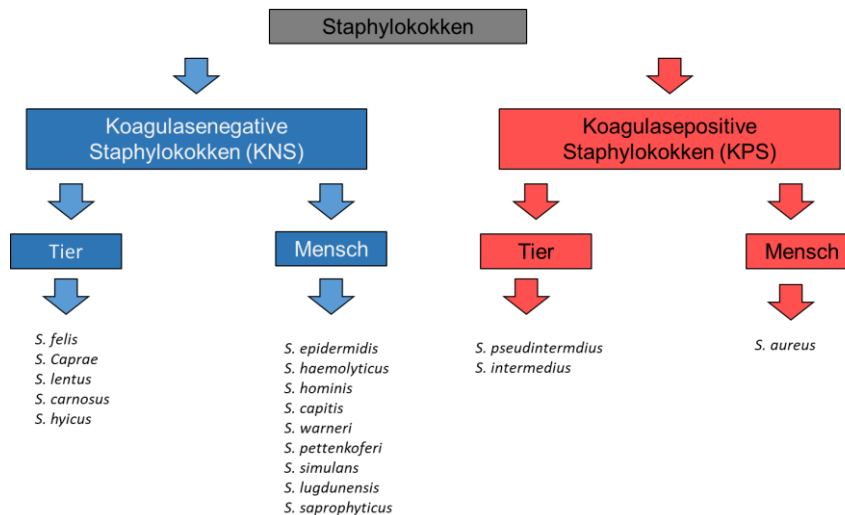 Staphylokokken
Koagulasenegative
Staphylokokken (KNS)
Koagulasepositive
Staphylokokken (KPS)
Tier
Mensch
Tier
Mensch
S. felis
S. Caprae
S. lentus
S. carnosus
S. hyicus
S. epidermidis
S. haemolyticus
S. hominis
S. capitis
S. warneri
S. pettenkoferi
S. simulans
S. lugdunensis
S. saprophyticus
S. pseudintermdius
S. intermedius
S. aureus